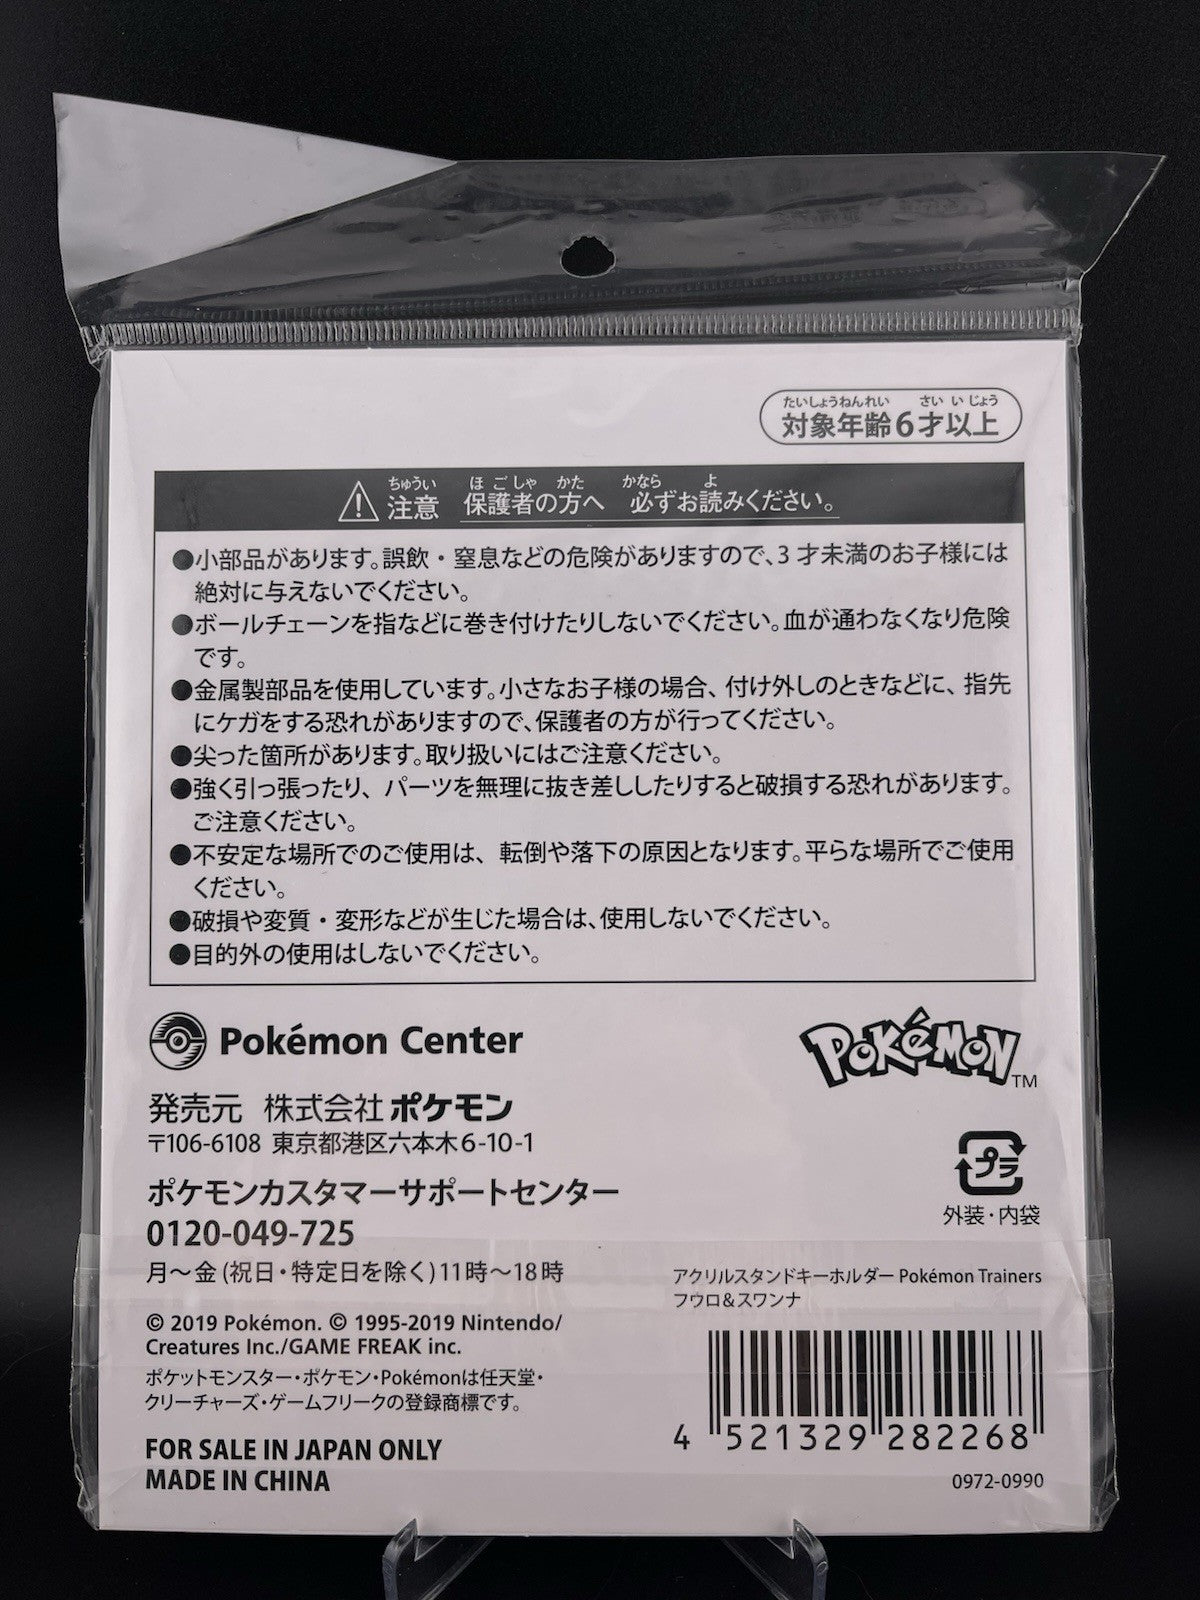 たいしょうねんれい さい いじょう
対象年齢6才以上
ちゅうい ほごしゃ かた かなら よ
注意 保護者の方へ 必ずお読みください。
●小部品があります。誤飲・窒息などの危険がありますので、3才未満のお子様には
絶対に与えないでください。
●ボールチェーンを指などに巻き付けたりしないでください。血が通わなくなり危険
です。
●金属製部品を使用しています。小さなお子様の場合、付け外しのときなどに、指先
にケガをする恐れがありますので、保護者の方が行ってください。
●尖った箇所があります。取り扱いにはご注意ください。
●強く引っ張ったり、パーツを無理に抜き差ししたりすると破損する恐れがあります。
ご注意ください。
●不安定な場所でのご使用は、転倒や落下の原因となります。平らな場所でご使用
ください。
●破損や変質・変形などが生じた場合は、使用しないでください。
●目的外の使用はしないでください。
Pokémon Center
POKéMON TM
発売元 株式会社ポケモン
〒106-6108 東京都港区六本木6-10-1
プラ
外装・内袋
ポケモンカスタマーサポートセンター
0120-049-725
月～金(祝日・特定日を除く)11時～18時
アクリルスタンドキーホルダー Pokémon Trainers
フウロ&スワンナ
© 2019 Pokémon. © 1995-2019 Nintendo/
Creatures Inc./GAME FREAK inc.
ポケットモンスター・ポケモン・Pokémonは任天堂・
クリーチャーズ・ゲームフリークの登録商標です。
FOR SALE IN JAPAN ONLY
MADE IN CHINA
4 521329 282268
0972-0990